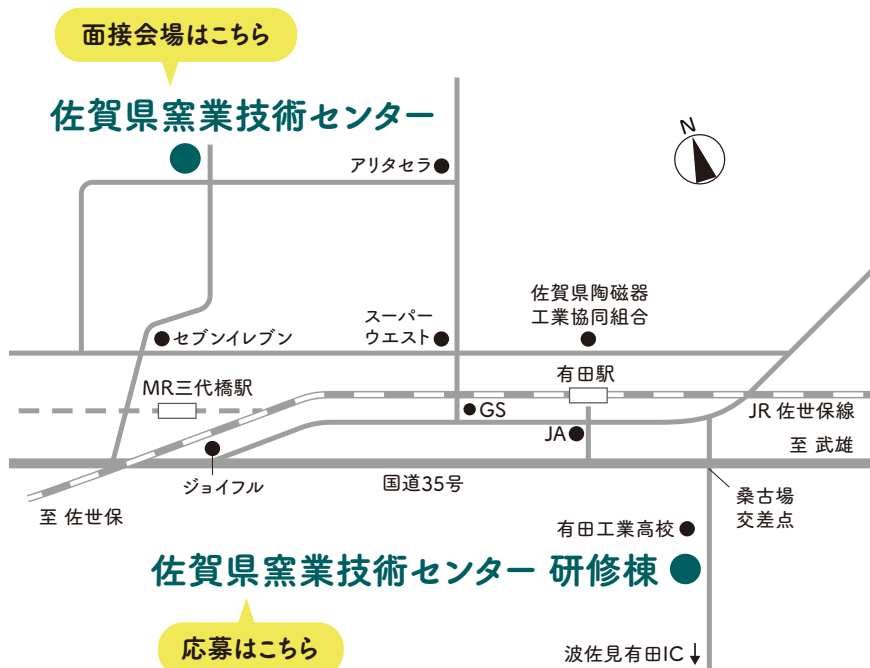 面接会場はこちら
佐賀県窯業技術センター
N
アリタセラ
佐賀県陶磁器
工業協同組合
スーパー
ウエスト
セブンイレブン
有田駅
MR三代橋駅
GS
JR 佐世保線
JA
至 武雄
ジョイフル
国道35号
桑古場
交差点
至 佐世保
有田工業高校
佐賀県窯業技術センター 研修棟
応募はこちら
波佐見有田IC↓